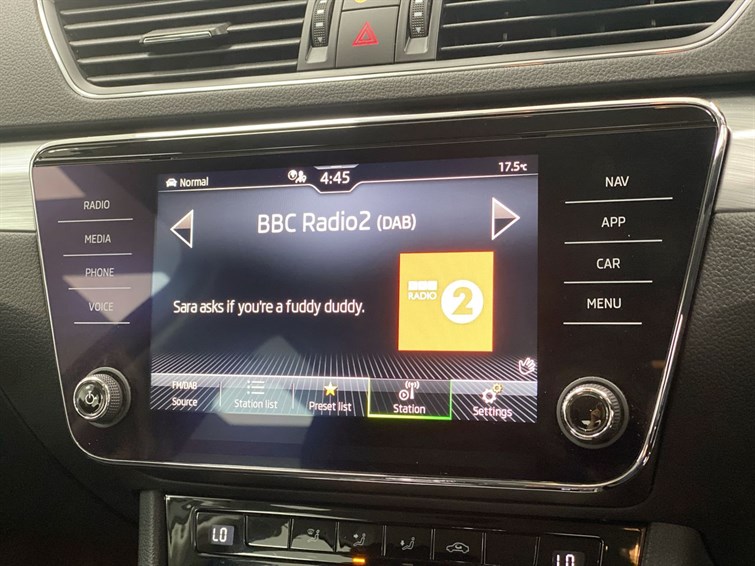 Normal
4:45
17.5°C
RADIO
MEDIA
PHONE
VOICE
BBC Radio2 (DAB)
Sara asks if you're a fuddy duddy.
BBC
RADIO
2
FM/DAB
Source
Station list
Preset list
Station
Settings
NAV
APP
CAR
MENU
LO
LO